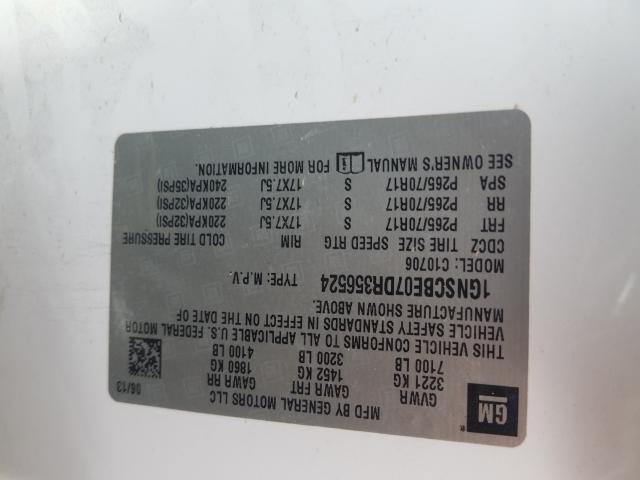 GM
MFD BY GENERAL MOTORS LLC
06/13
GVWR GAWR FRT GAWR RR
3221 KG 1452 KG 1860 KG
7100 LB 3200 LB 4100 LB
THIS VEHICLE CONFORMS TO ALL APPLICABLE U.S. FEDERAL MOTOR
VEHICLE SAFETY STANDARDS IN EFFECT ON THE DATE OF
MANUFACTURE SHOWN ABOVE.
1GNSCBE07DR356524 TYPE: M.P.V.
MODEL: C10706
CDCZ TIRE SIZE SPEED RTG RIM COLD TIRE PRESSURE
FRT P265/70R17 S 17X7.5J 220KPA(32PSI)
RR P265/70R17 S 17X7.5J 220KPA(32PSI)
SPA P265/70R17 S 17X7.5J 240KPA(35PSI)
SEE OWNER'S MANUAL FOR MORE INFORMATION.